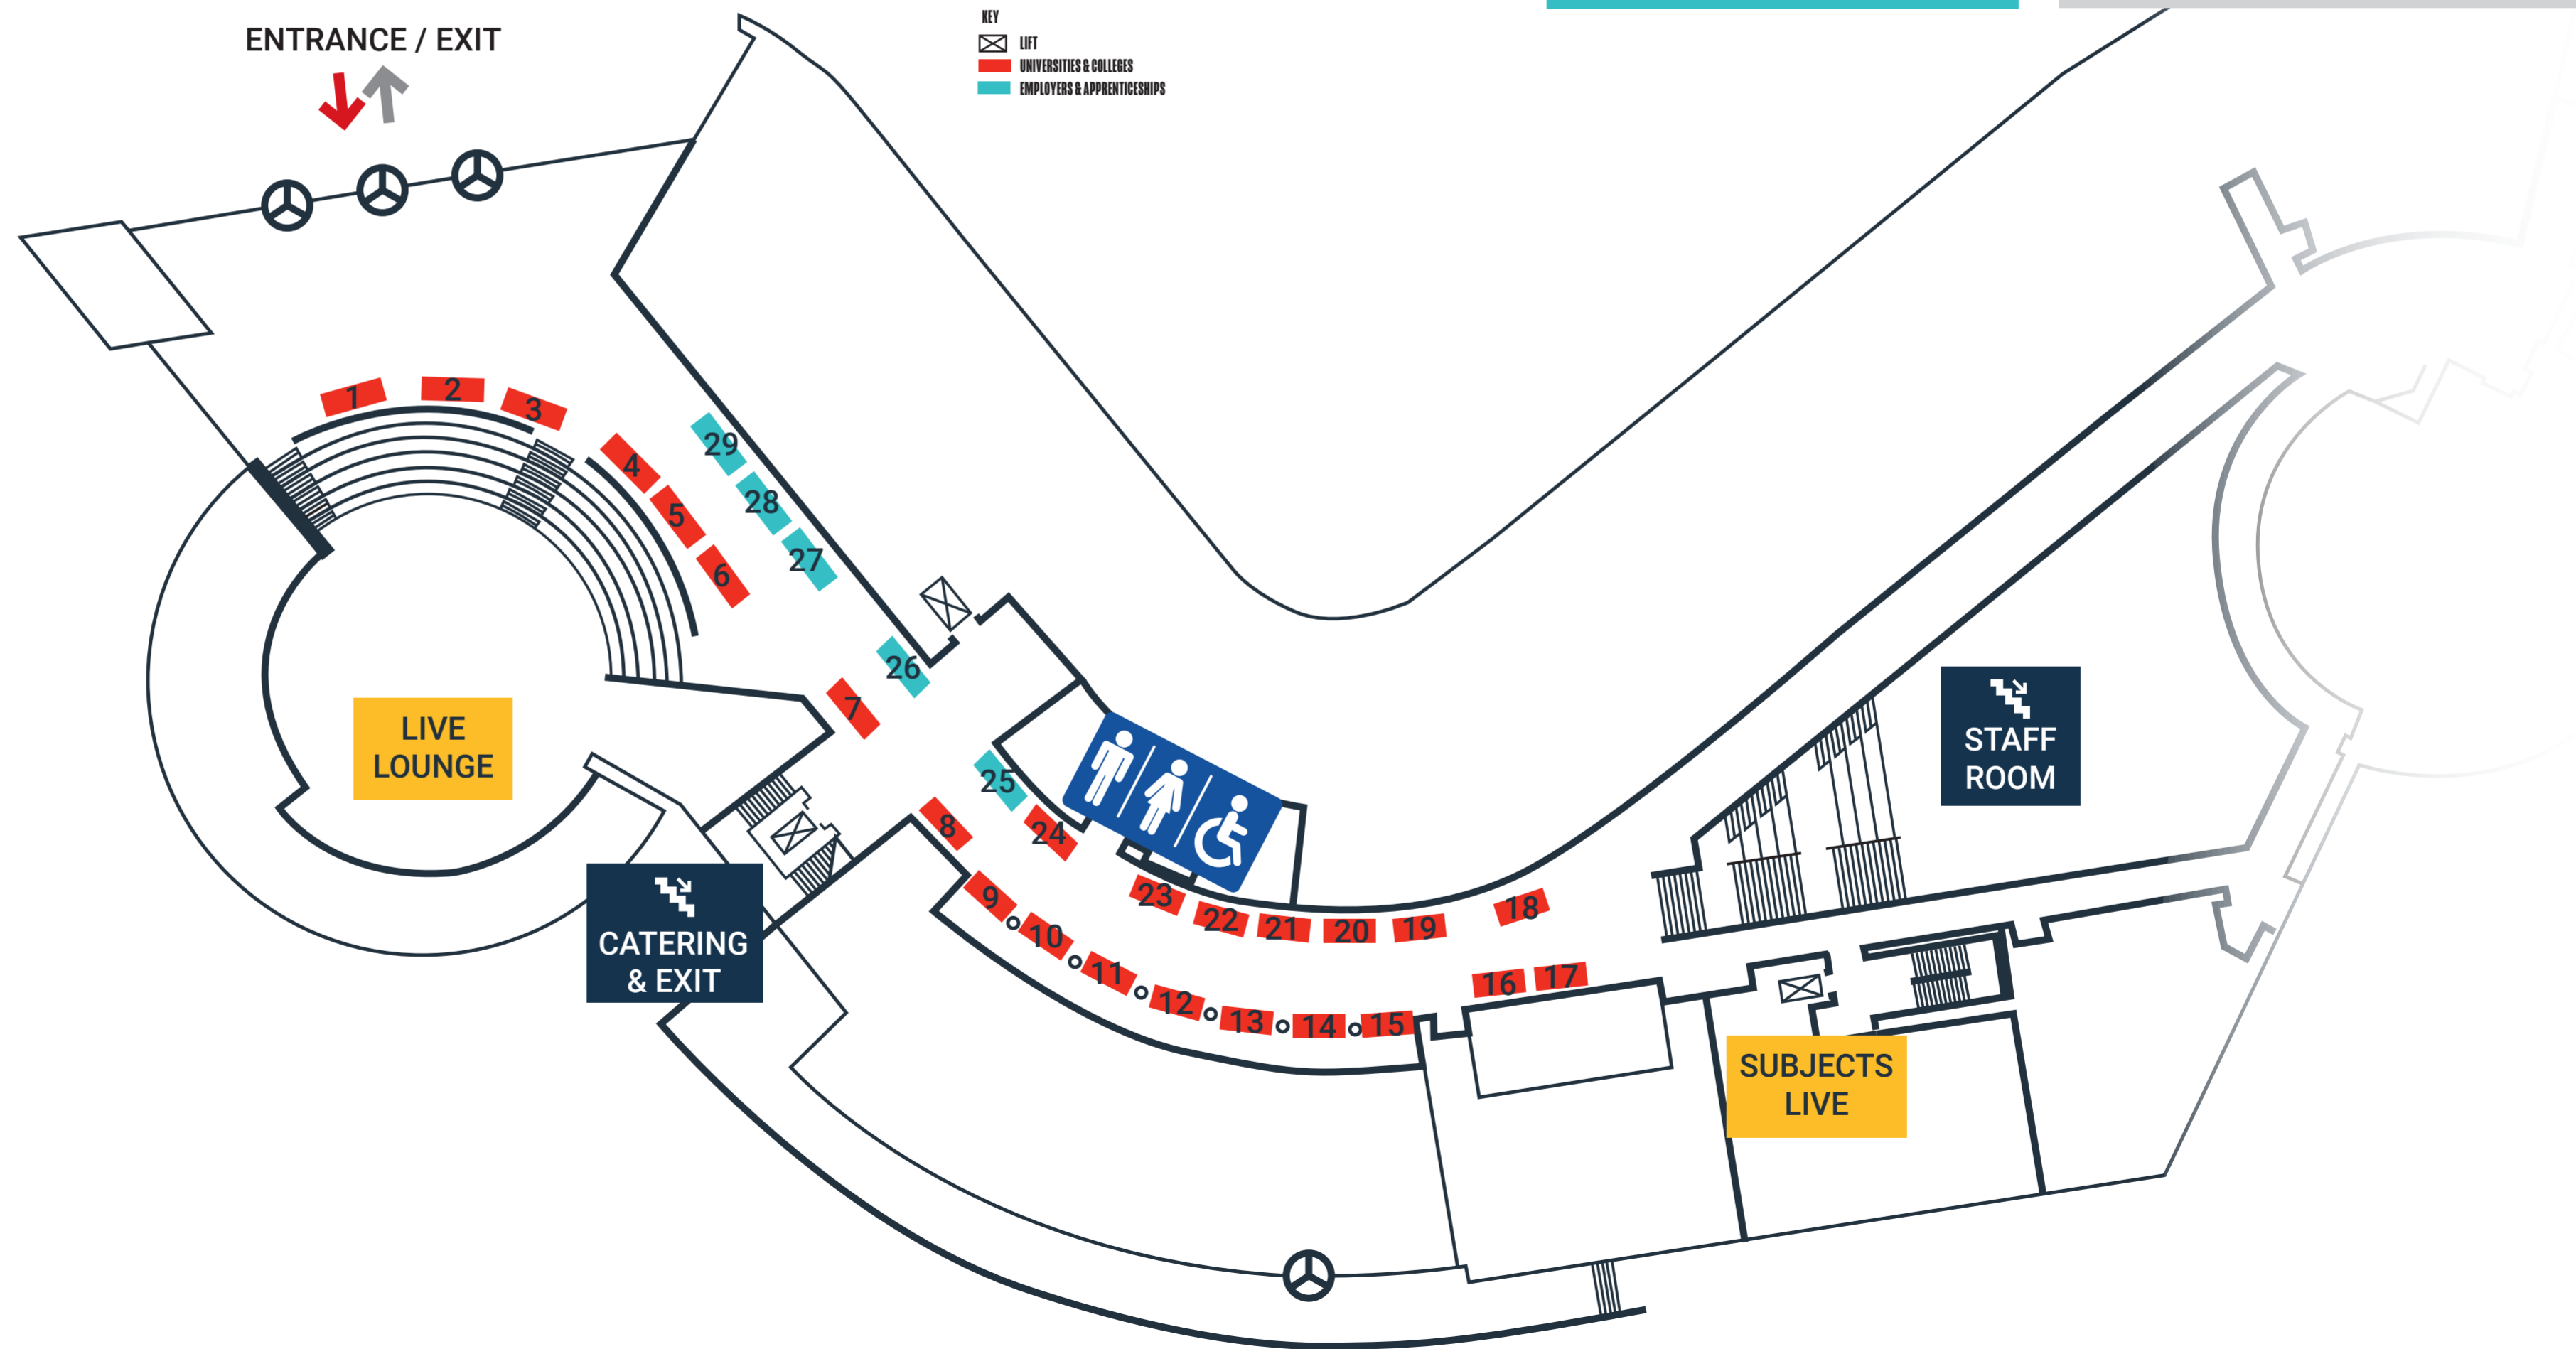 ENTRANCE / EXIT
KEY
LIFT
UNIVERSITIES & COLLEGES
EMPLOYERS & APPRENTICESHIPS
1
2
3
4
5
6
29
28
27
26
7
25
8
24
9
10
11
12
13
14
15
23
22
21
20
19
18
16
17
LIVE
LOUNGE
CATERING
& EXIT
STAFF
ROOM
SUBJECTS
LIVE